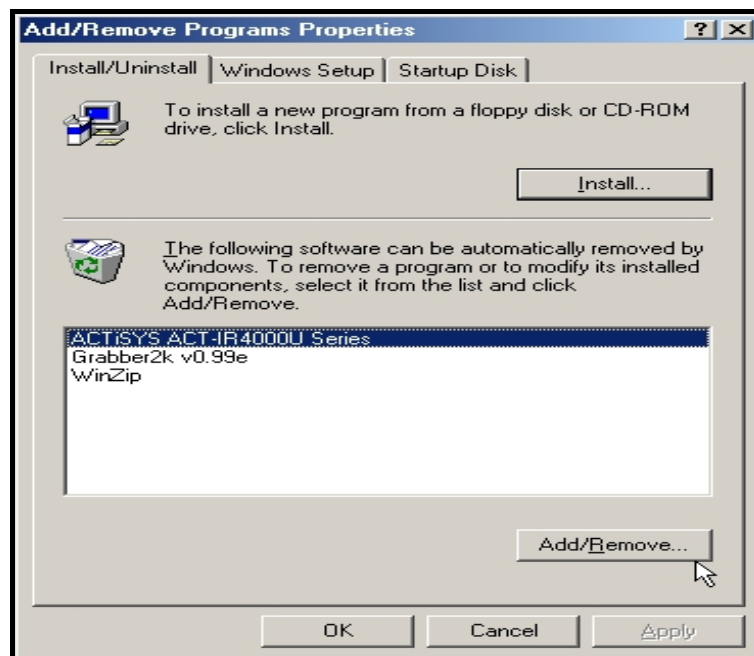 Add/Remove Programs Properties
Install/Uninstall
Windows Setup
Startup Disk
To install a new program from a floppy disk or CD-ROM
drive, click Install.
Install...
The following software can be automatically removed by
Windows. To remove a program or to modify its installed
components, select it from the list and click
Add/Remove.
ACTiSYS ACT-IR4000U Series
Grabber2k v0.99e
WinZip
Add/Remove...
OK
Cancel
Apply